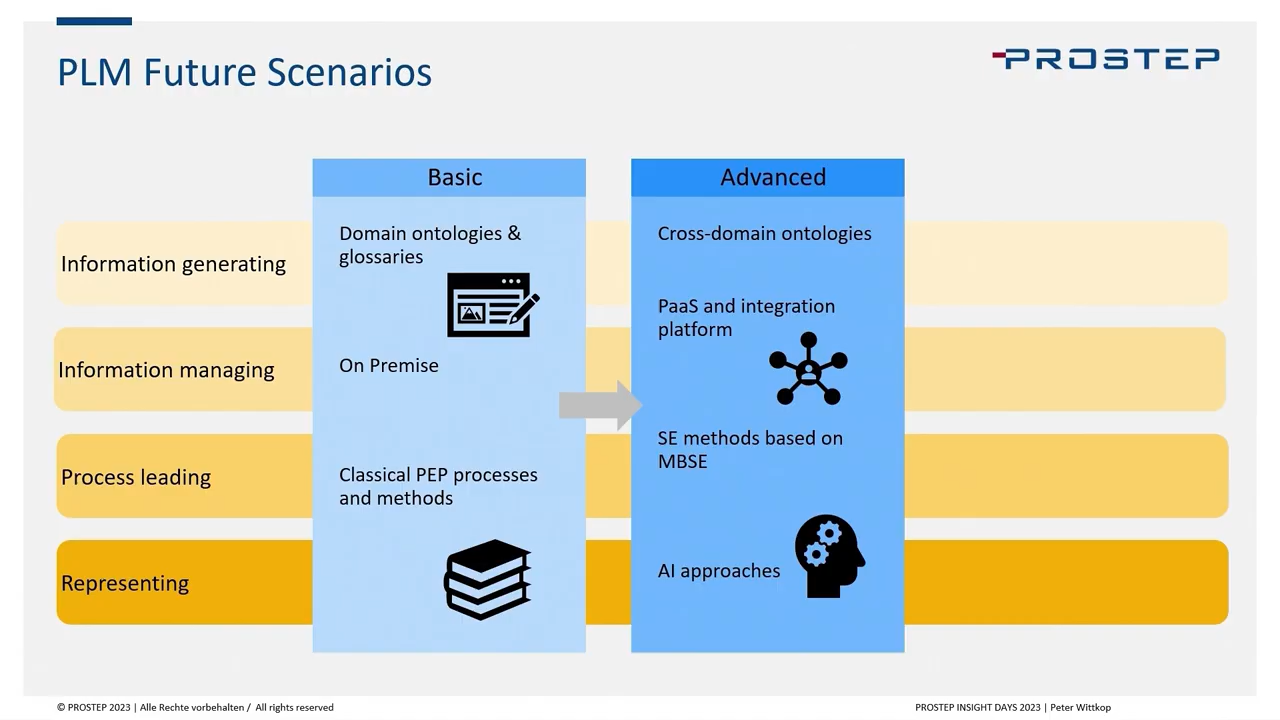 PLM Future Scenarios
PROSTEP
Basic
Advanced
Information generating
Information managing
Process leading
Representing
Domain ontologies &
glossaries
On Premise
Classical PEP processes
and methods
Cross-domain ontologies
PaaS and integration
platform
SE methods based on
MBSE
AI approaches
© PROSTEP 2023 | Alle Rechte vorbehalten / All rights reserved
PROSTEP INSIGHT DAYS 2023 | Peter Wittkop